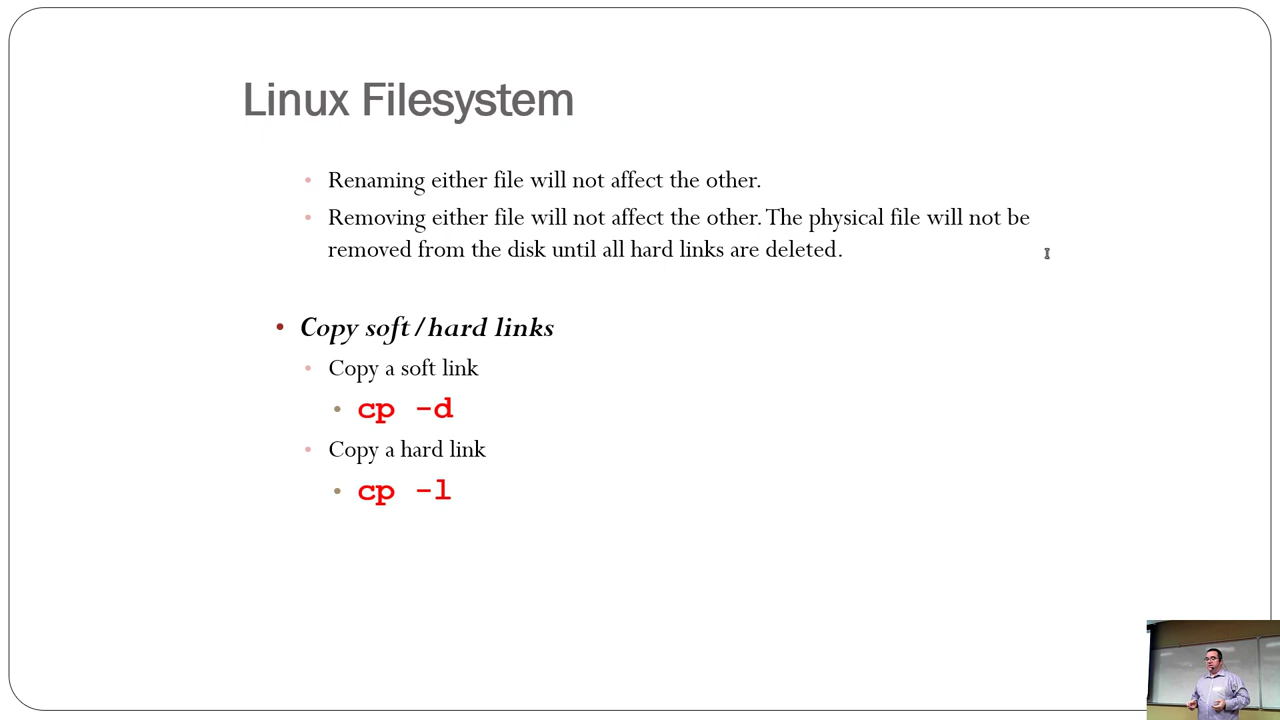 Linux Filesystem
• Renaming either file will not affect the other.
• Removing either file will not affect the other. The physical file will not be
removed from the disk until all hard links are deleted.
• Copy soft/hard links
• Copy a soft link
• cp -d
• Copy a hard link
• cp -l